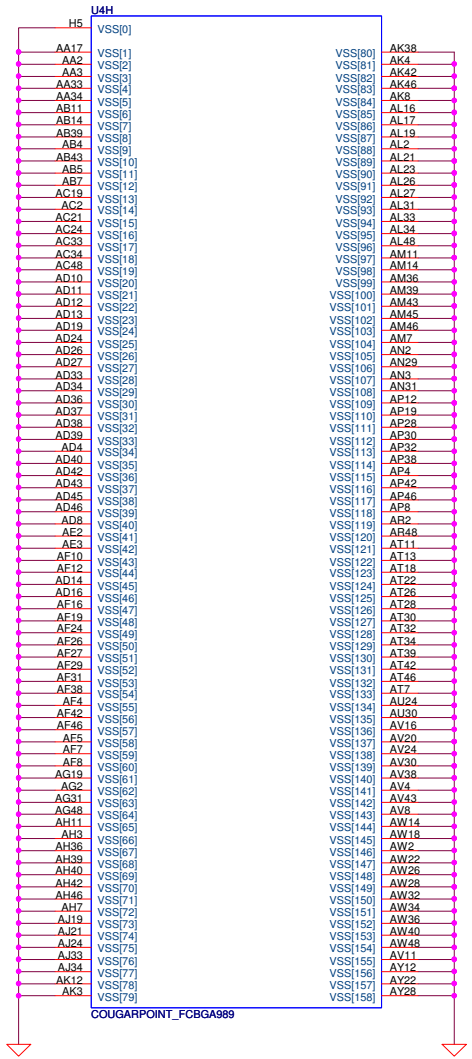 U4H
H5 VSS[0]
AA17 VSS[1] VSS[80] AK38
AA2 VSS[2] VSS[81] AK4
AA3 VSS[3] VSS[82] AK42
AA33 VSS[4] VSS[83] AK46
AA34 VSS[5] VSS[84] AK8
AB11 VSS[6] VSS[85] AL16
AB14 VSS[7] VSS[86] AL17
AB39 VSS[8] VSS[87] AL19
AB4 VSS[9] VSS[88] AL2
AB43 VSS[10] VSS[89] AL21
AB5 VSS[11] VSS[90] AL23
AB7 VSS[12] VSS[91] AL26
AC19 VSS[13] VSS[92] AL27
AC2 VSS[14] VSS[93] AL31
AC21 VSS[15] VSS[94] AL33
AC24 VSS[16] VSS[95] AL34
AC33 VSS[17] VSS[96] AL48
AC34 VSS[18] VSS[97] AM11
AC48 VSS[19] VSS[98] AM14
AD10 VSS[20] VSS[99] AM36
AD11 VSS[21] VSS[100] AM39
AD12 VSS[22] VSS[101] AM43
AD13 VSS[23] VSS[102] AM45
AD19 VSS[24] VSS[103] AM46
AD24 VSS[25] VSS[104] AM7
AD26 VSS[26] VSS[105] AN2
AD27 VSS[27] VSS[106] AN29
AD33 VSS[28] VSS[107] AN3
AD34 VSS[29] VSS[108] AN31
AD36 VSS[30] VSS[109] AP12
AD37 VSS[31] VSS[110] AP19
AD38 VSS[32] VSS[111] AP28
AD39 VSS[33] VSS[112] AP30
AD4 VSS[34] VSS[113] AP32
AD40 VSS[35] VSS[114] AP38
AD42 VSS[36] VSS[115] AP4
AD43 VSS[37] VSS[116] AP42
AD45 VSS[38] VSS[117] AP46
AD46 VSS[39] VSS[118] AP8
AD8 VSS[40] VSS[119] AR2
AE2 VSS[41] VSS[120] AR48
AE3 VSS[42] VSS[121] AT11
AF10 VSS[43] VSS[122] AT13
AF12 VSS[44] VSS[123] AT18
AD14 VSS[45] VSS[124] AT22
AD16 VSS[46] VSS[125] AT26
AF16 VSS[47] VSS[126] AT28
AF19 VSS[48] VSS[127] AT30
AF24 VSS[49] VSS[128] AT32
AF26 VSS[50] VSS[129] AT34
AF27 VSS[51] VSS[130] AT39
AF29 VSS[52] VSS[131] AT42
AF31 VSS[53] VSS[132] AT46
AF38 VSS[54] VSS[133] AT7
AF4 VSS[55] VSS[134] AU24
AF42 VSS[56] VSS[135] AU30
AF46 VSS[57] VSS[136] AV16
AF5 VSS[58] VSS[137] AV20
AF7 VSS[59] VSS[138] AV24
AF8 VSS[60] VSS[139] AV30
AG19 VSS[61] VSS[140] AV38
AG2 VSS[62] VSS[141] AV4
AG31 VSS[63] VSS[142] AV43
AG48 VSS[64] VSS[143] AV8
AH11 VSS[65] VSS[144] AW14
AH3 VSS[66] VSS[145] AW18
AH36 VSS[67] VSS[146] AW2
AH39 VSS[68] VSS[147] AW22
AH40 VSS[69] VSS[148] AW26
AH42 VSS[70] VSS[149] AW28
AH46 VSS[71] VSS[150] AW32
AH7 VSS[72] VSS[151] AW34
AJ19 VSS[73] VSS[152] AW36
AJ21 VSS[74] VSS[153] AW40
AJ24 VSS[75] VSS[154] AW48
AJ33 VSS[76] VSS[155] AV11
AJ34 VSS[77] VSS[156] AY12
AK12 VSS[78] VSS[157] AY22
AK3 VSS[79] VSS[158] AY28
COUGARPOINT_FCBGA989